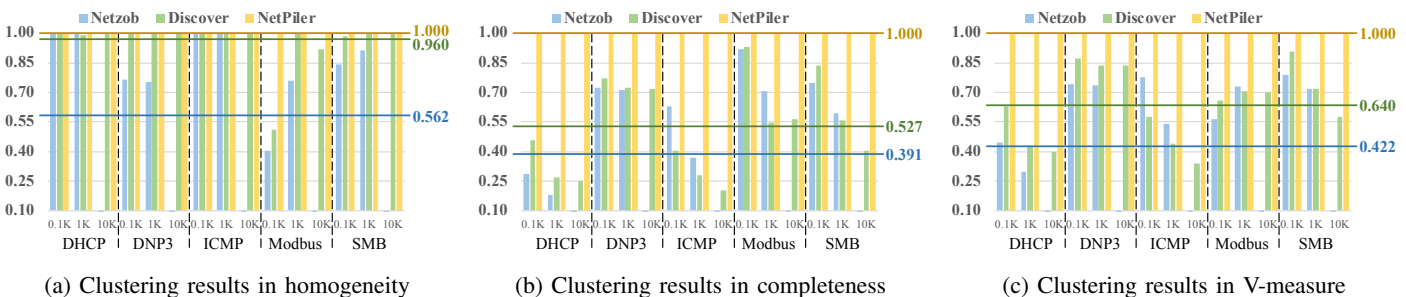 Netzob Discover NetPiler
1.00
0.85
0.70
0.55
0.40
0.25
0.10
1.000
0.960
0.562
0.1K 1K 10K 0.1K 1K 10K 0.1K 1K 10K 0.1K 1K 10K 0.1K 1K 10K
DHCP DNP3 ICMP Modbus SMB
(a) Clustering results in homogeneity
Netzob Discover NetPiler
1.00
0.85
0.70
0.55
0.40
0.25
0.10
1.000
0.527
0.391
0.1K 1K 10K 0.1K 1K 10K 0.1K 1K 10K 0.1K 1K 10K 0.1K 1K 10K
DHCP DNP3 ICMP Modbus SMB
(b) Clustering results in completeness
Netzob Discover NetPiler
1.00
0.85
0.70
0.55
0.40
0.25
0.10
1.000
0.640
0.422
0.1K 1K 10K 0.1K 1K 10K 0.1K 1K 10K 0.1K 1K 10K 0.1K 1K 10K
DHCP DNP3 ICMP Modbus SMB
(c) Clustering results in V-measure